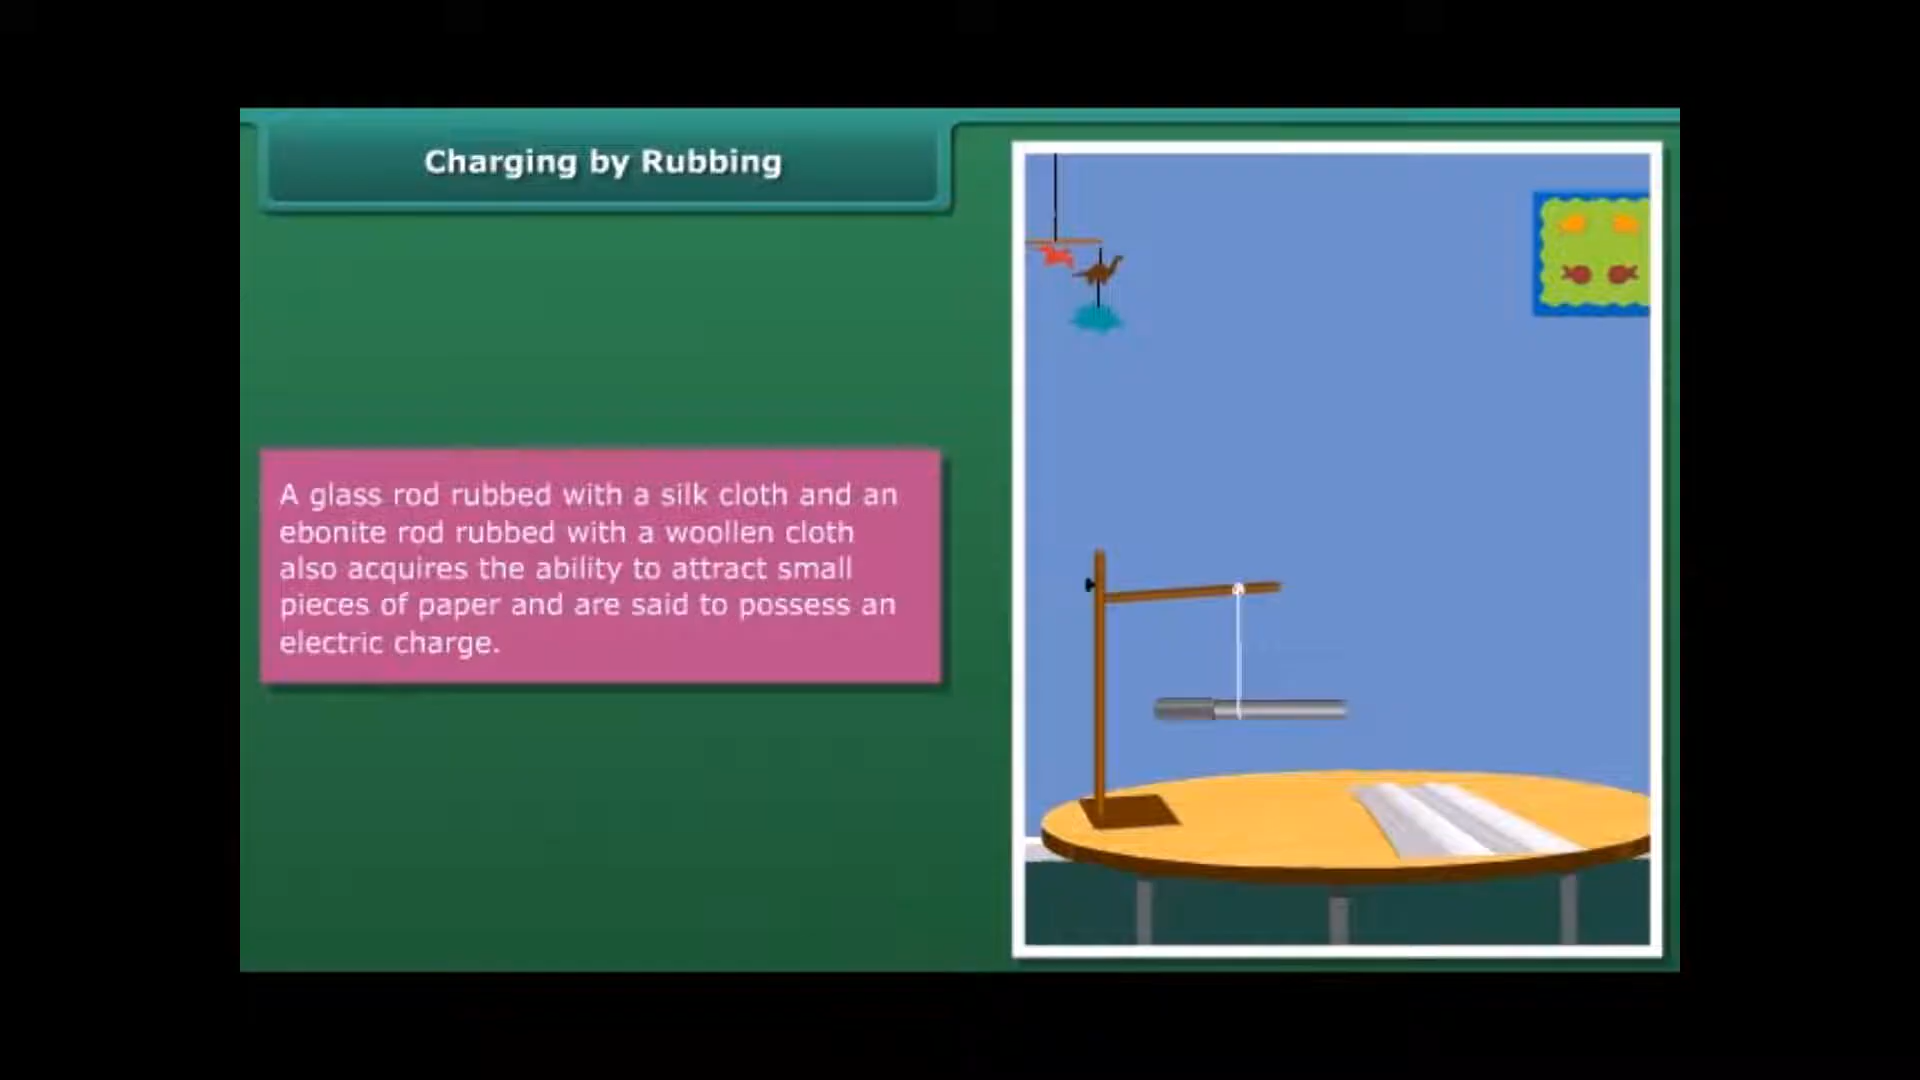 Charging by Rubbing
A glass rod rubbed with a silk cloth and an
ebonite rod rubbed with a woollen cloth
also acquires the ability to attract small
pieces of paper and are said to possess an
electric charge.